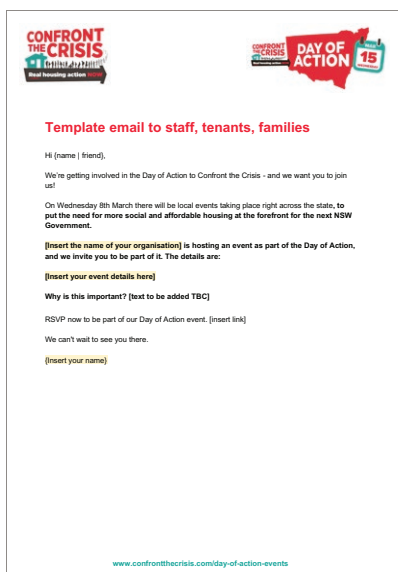 CONFRONT
THE CRISIS
Real housing action NOW
CONFRONT
THE CRISIS
Real housing action NOW
DAY OF
ACTION
15
Template email to staff, tenants, families
Hi {name | friend},
We're getting involved in the Day of Action to Confront the Crisis - and we want you to join
us!
On Wednesday 8th March there will be local events taking place right across the state, to
put the need for more social and affordable housing at the forefront for the next NSW
Government.
[Insert the name of your organisation] is hosting an event as part of the Day of Action,
and we invite you to be part of it. The details are:
[Insert your event details here]
Why is this important? [text to be added TBC]
RSVP now to be part of our Day of Action event. [insert link]
We can't wait to see you there.
{Insert your name}
www.confrontthecrisis.com/day-of-action-events